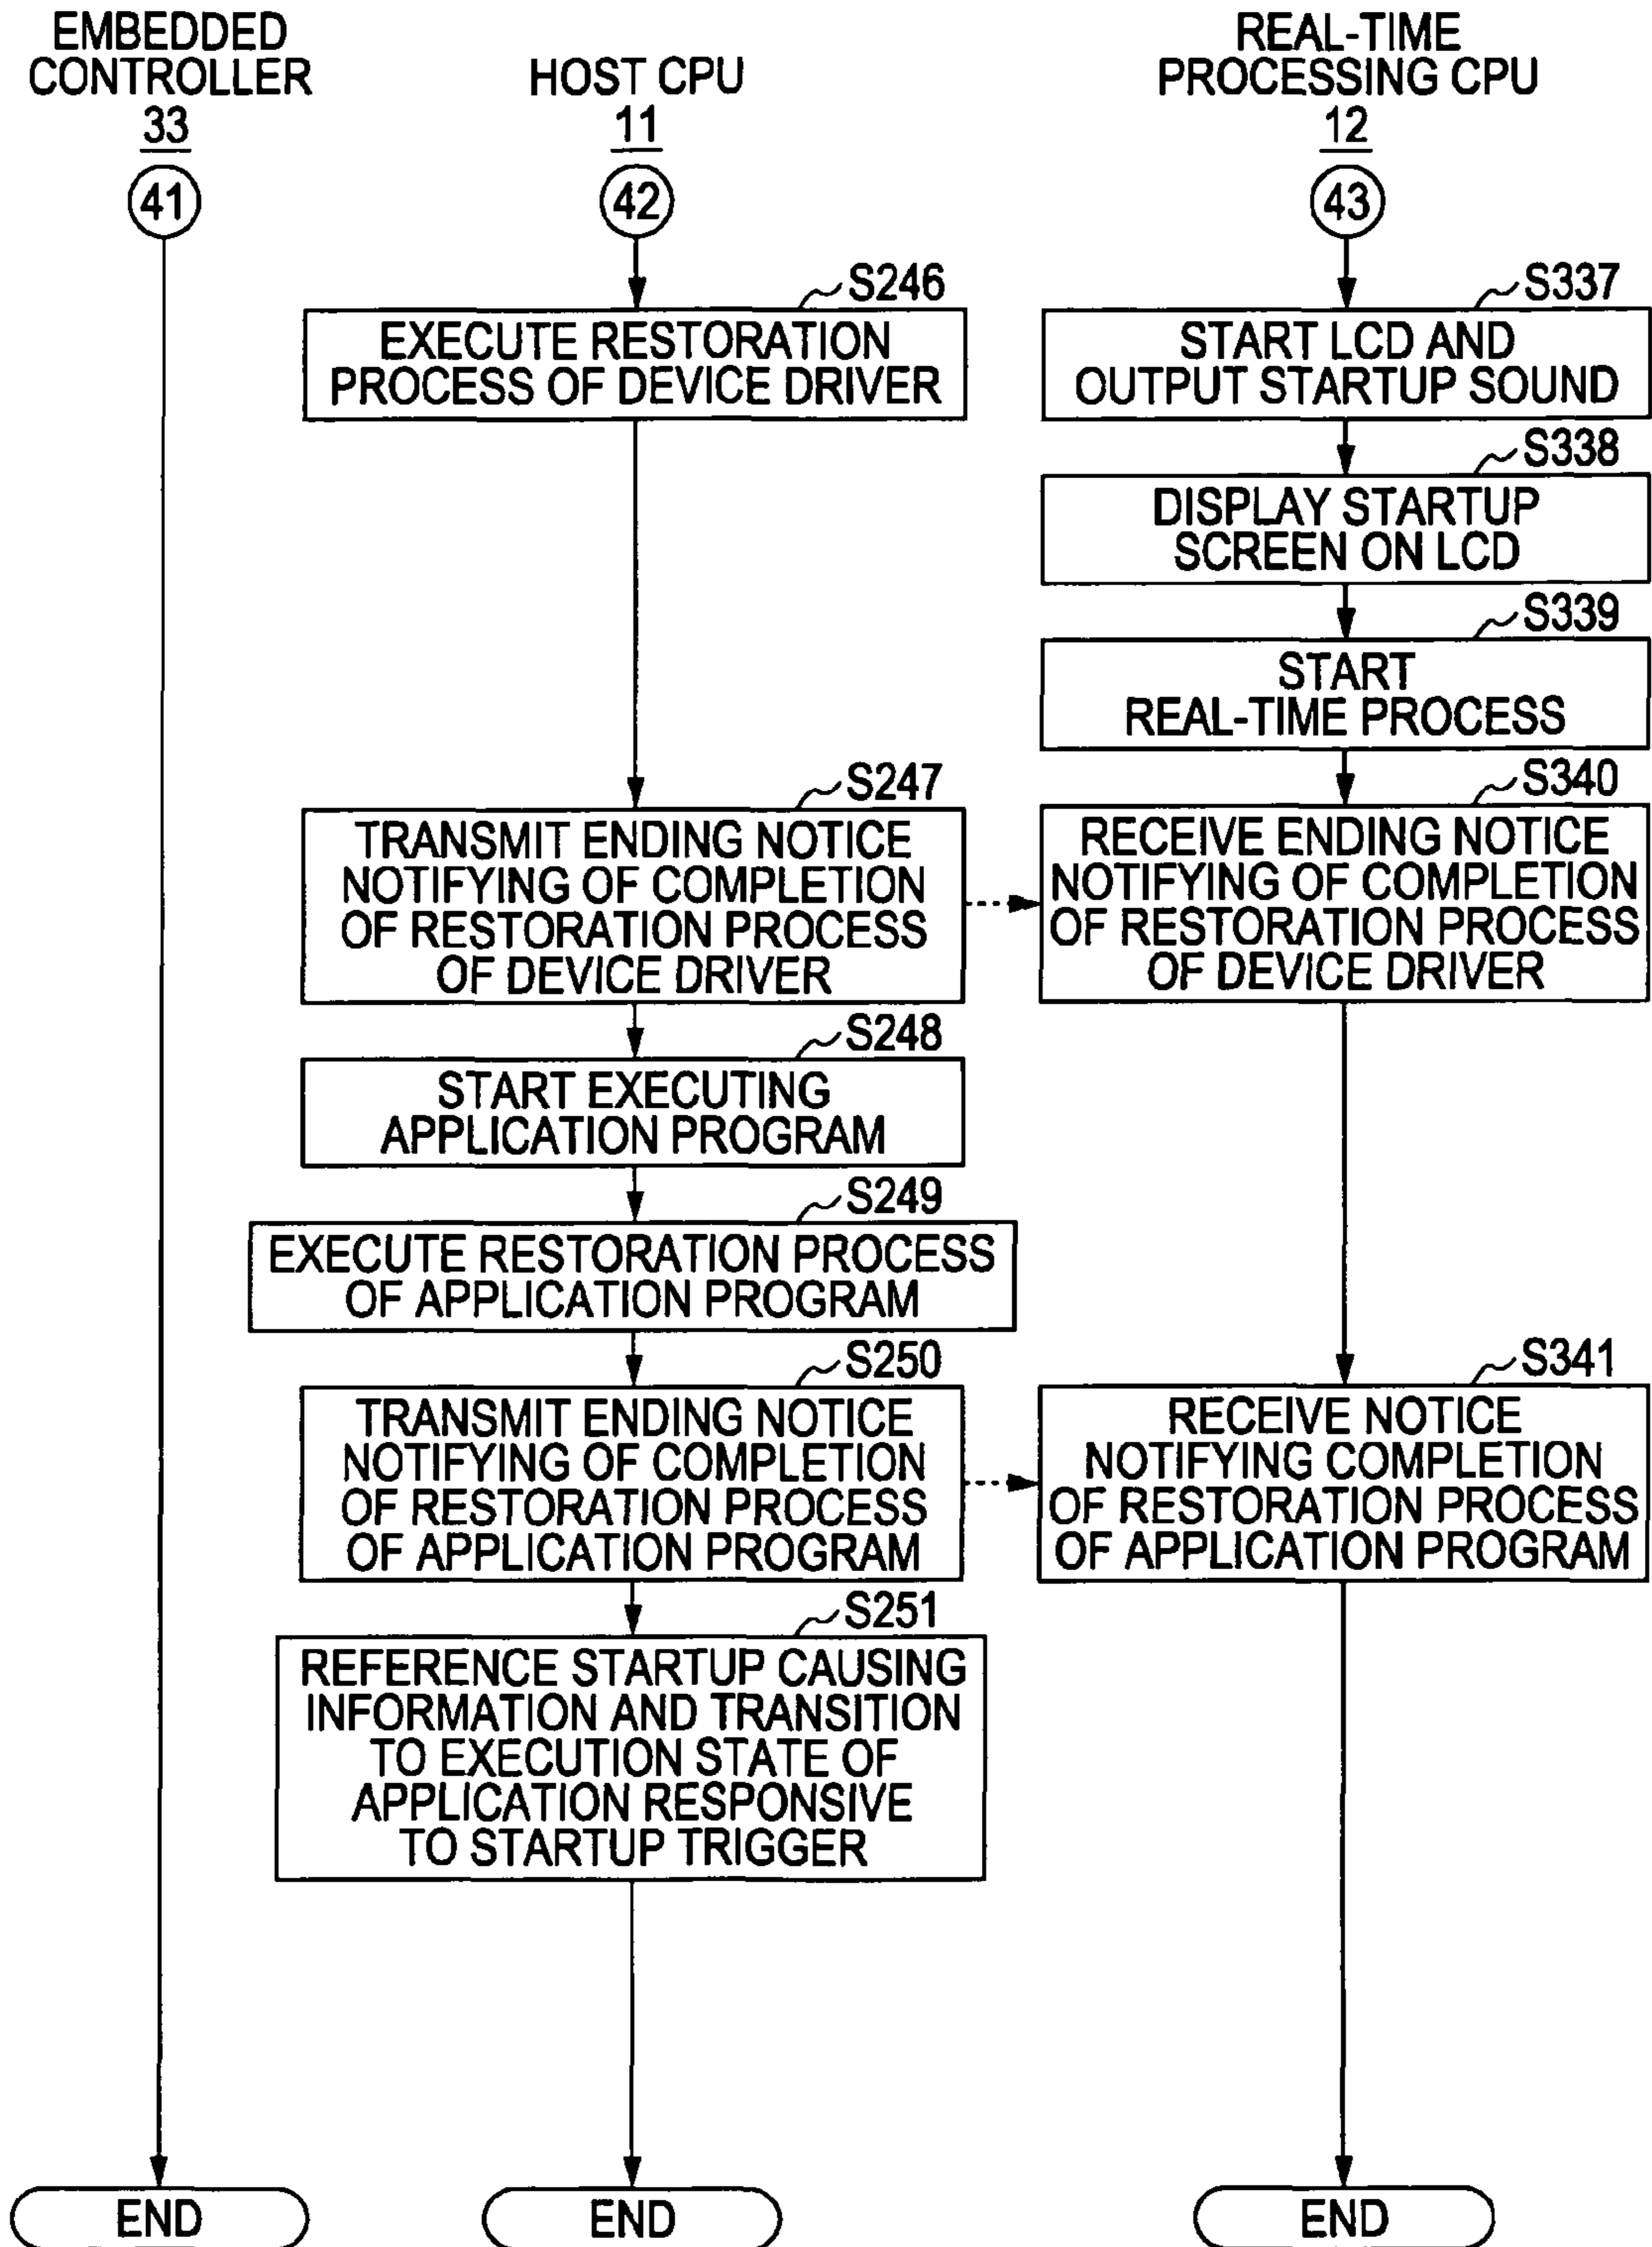 EMBEDDED
CONTROLLER
33
41
HOST CPU
11
42
REAL-TIME
PROCESSING CPU
12
43
S246
EXECUTE RESTORATION
PROCESS OF DEVICE DRIVER
S337
START LCD AND
OUTPUT STARTUP SOUND
S338
DISPLAY STARTUP
SCREEN ON LCD
S339
START
REAL-TIME PROCESS
S247
TRANSMIT ENDING NOTICE
NOTIFYING OF COMPLETION
OF RESTORATION PROCESS
OF DEVICE DRIVER
S340
RECEIVE ENDING NOTICE
NOTIFYING OF COMPLETION
OF RESTORATION PROCESS
OF DEVICE DRIVER
S248
START EXECUTING
APPLICATION PROGRAM
S249
EXECUTE RESTORATION PROCESS
OF APPLICATION PROGRAM
S250
TRANSMIT ENDING NOTICE
NOTIFYING OF COMPLETION
OF RESTORATION PROCESS
OF APPLICATION PROGRAM
S341
RECEIVE NOTICE
NOTIFYING COMPLETION
OF RESTORATION PROCESS
OF APPLICATION PROGRAM
S251
REFERENCE STARTUP CAUSING
INFORMATION AND TRANSITION
TO EXECUTION STATE OF
APPLICATION RESPONSIVE
TO STARTUP TRIGGER
END
END
END